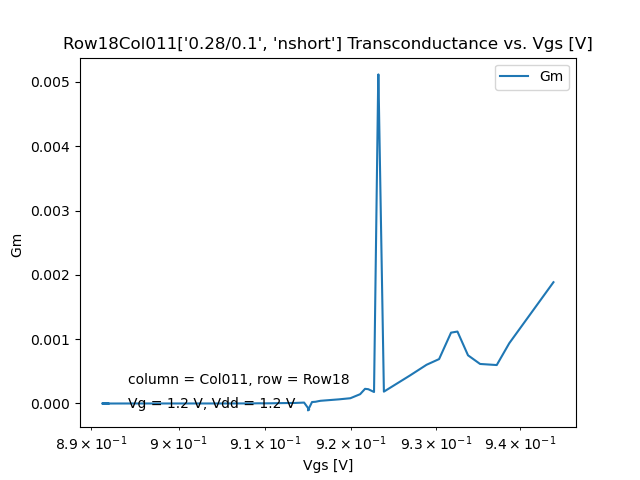 Row18Col011['0.28/0.1', 'nshort'] Transconductance vs. Vgs [V]
Gm
0.005
0.004
0.003
0.002
0.001
0.000
Gm
column = Col011, row = Row18
Vg = 1.2 V, Vdd = 1.2 V
8.9 × 10⁻¹ 9 × 10⁻¹ 9.1 × 10⁻¹ 9.2 × 10⁻¹ 9.3 × 10⁻¹ 9.4 × 10⁻¹
Vgs [V]